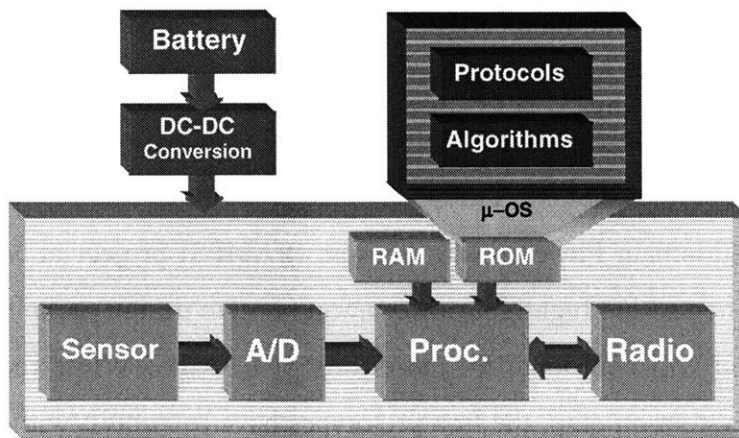 Battery
DC-DC
Conversion
Protocols
Algorithms
μ–OS
RAM
ROM
Sensor
A/D
Proc.
Radio